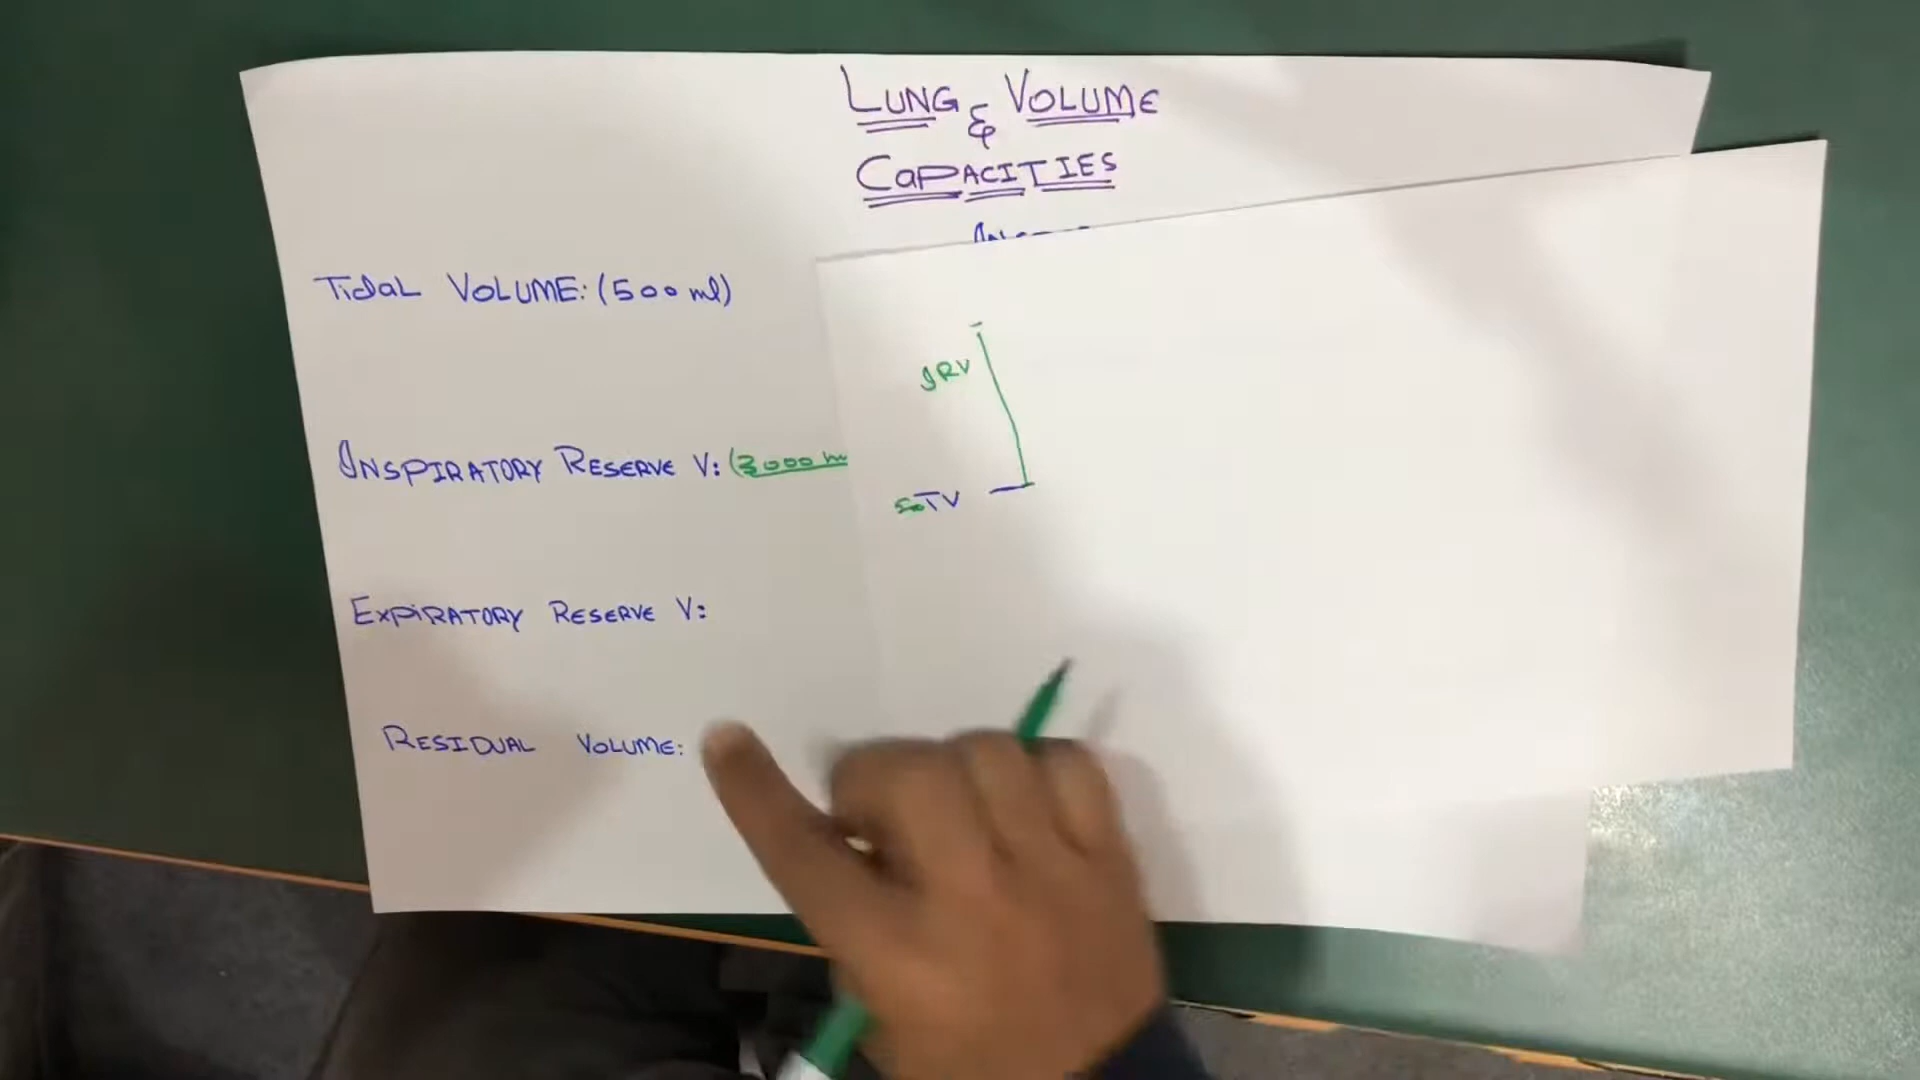 LUNG & VOLUME
CAPACITIES
TIDAL VOLUME: (500 ml)
IRV
INSPIRATORY RESERVE V: (3000 m
TV
EXPIRATORY RESERVE V:
RESIDUAL VOLUME: